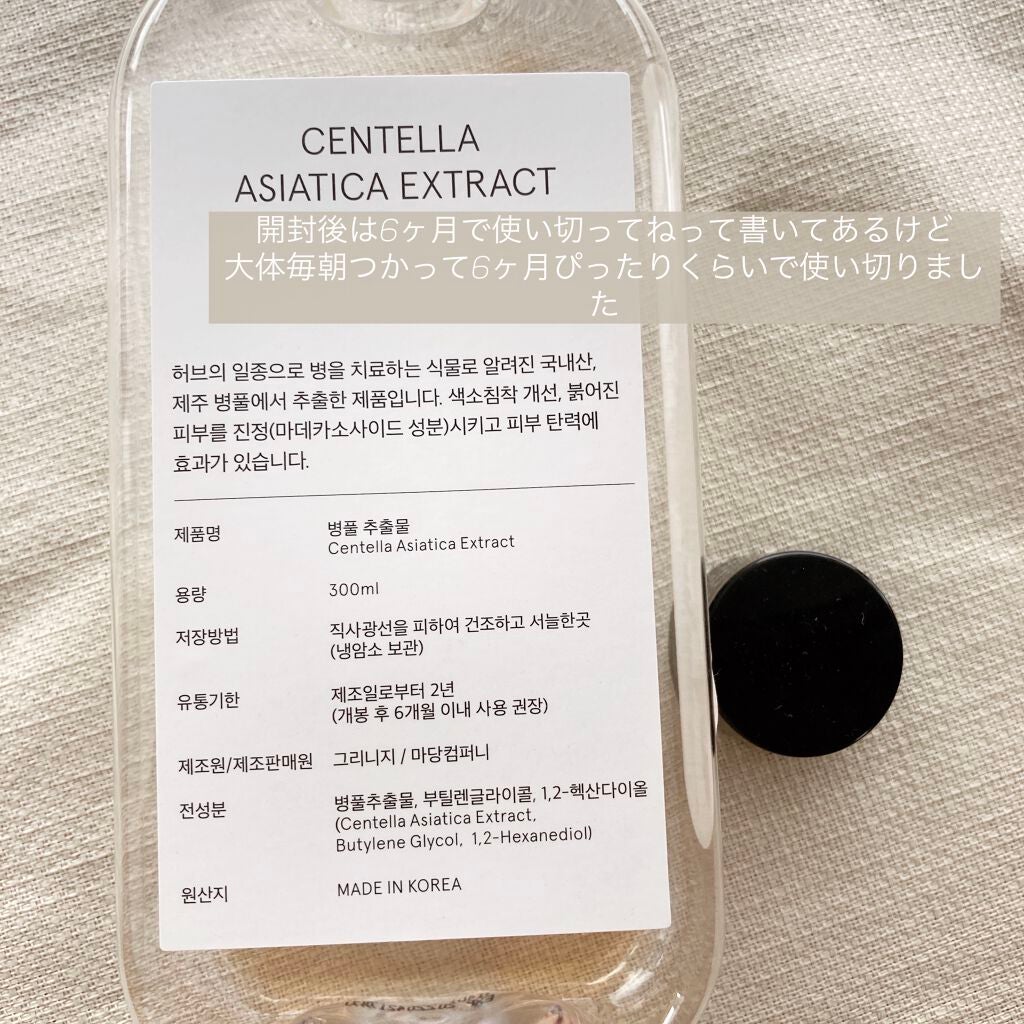 CENTELLA
ASIATICA EXTRACT
開封後は6ヶ月で使い切ってねって書いてあるけど
大体毎朝つかって6ヶ月ぴったりくらいで使い切りまし
た
허브의 일종으로 병을 치료하는 식물로 알려진 국내산,
제주 병풀에서 추출한 제품입니다. 색소침착 개선, 붉어진
피부를 진정(마데카소사이드 성분)시키고 피부 탄력에
효과가 있습니다.
제품명 병풀 추출물
Centella Asiatica Extract
용량 300ml
저장방법 직사광선을 피하여 건조하고 서늘한곳
(냉암소 보관)
유통기한 제조일로부터 2년
(개봉 후 6개월 이내 사용 권장)
제조원/제조판매원 그리니지 / 마당컴퍼니
전성분 병풀추출물, 부틸렌글라이콜, 1,2-헥산다이올
(Centella Asiatica Extract,
Butylene Glycol, 1,2-Hexanediol)
원산지 MADE IN KOREA